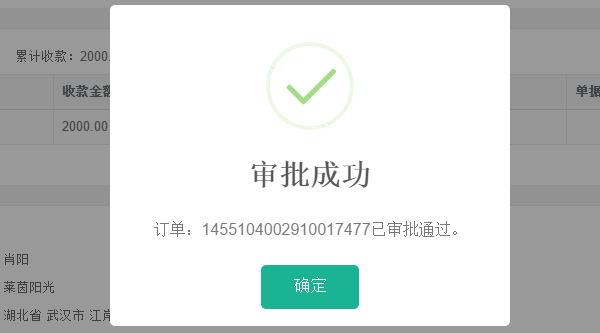 累计收款：2000.
收款金额
单据
2000.00
审批成功
订单：1455104002910017477已审批通过。
确定
肖阳
莱茵阳光
湖北省 武汉市 江岸